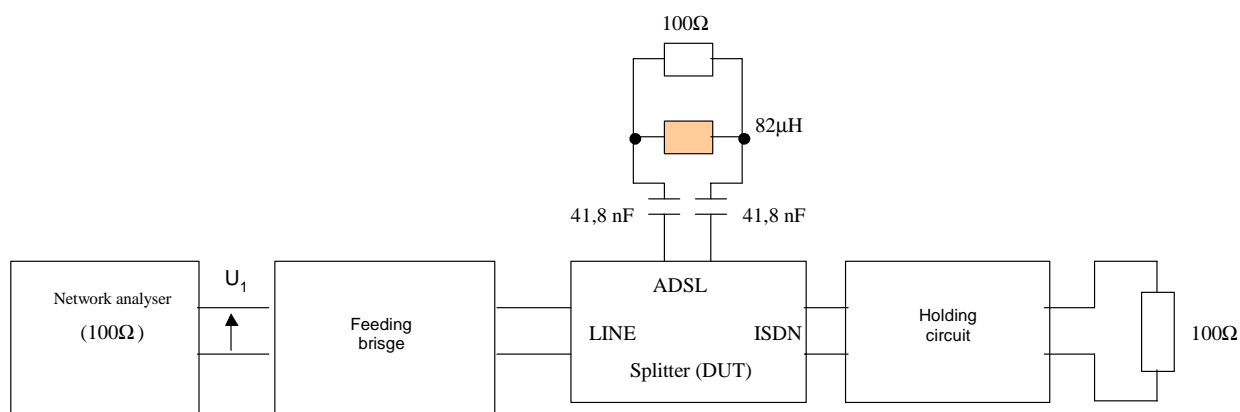 100Ω
82μH
41,8 nF
41,8 nF
U1
Network analyser
(100Ω)
Feeding
brisge
ADSL
LINE
ISDN
Splitter (DUT)
Holding
circuit
100Ω